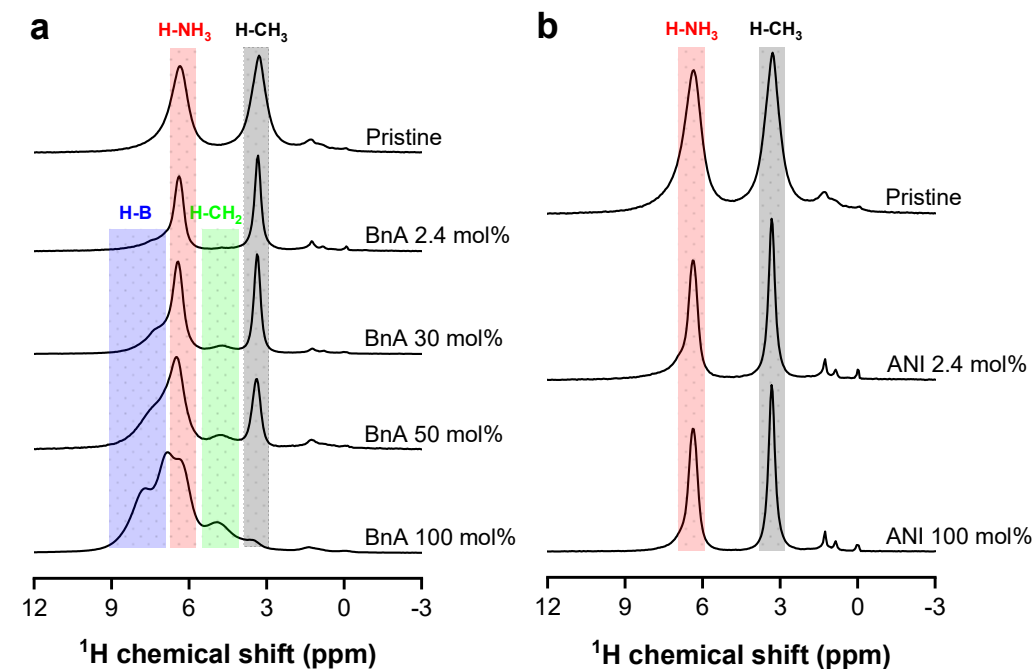 a
H-NH₃ H-CH₃
Pristine
H-B H-CH₂
BnA 2.4 mol%
BnA 30 mol%
BnA 50 mol%
BnA 100 mol%
12 9 6 3 0 -3
¹H chemical shift (ppm)
b
H-NH₃ H-CH₃
Pristine
ANI 2.4 mol%
ANI 100 mol%
12 9 6 3 0 -3
¹H chemical shift (ppm)